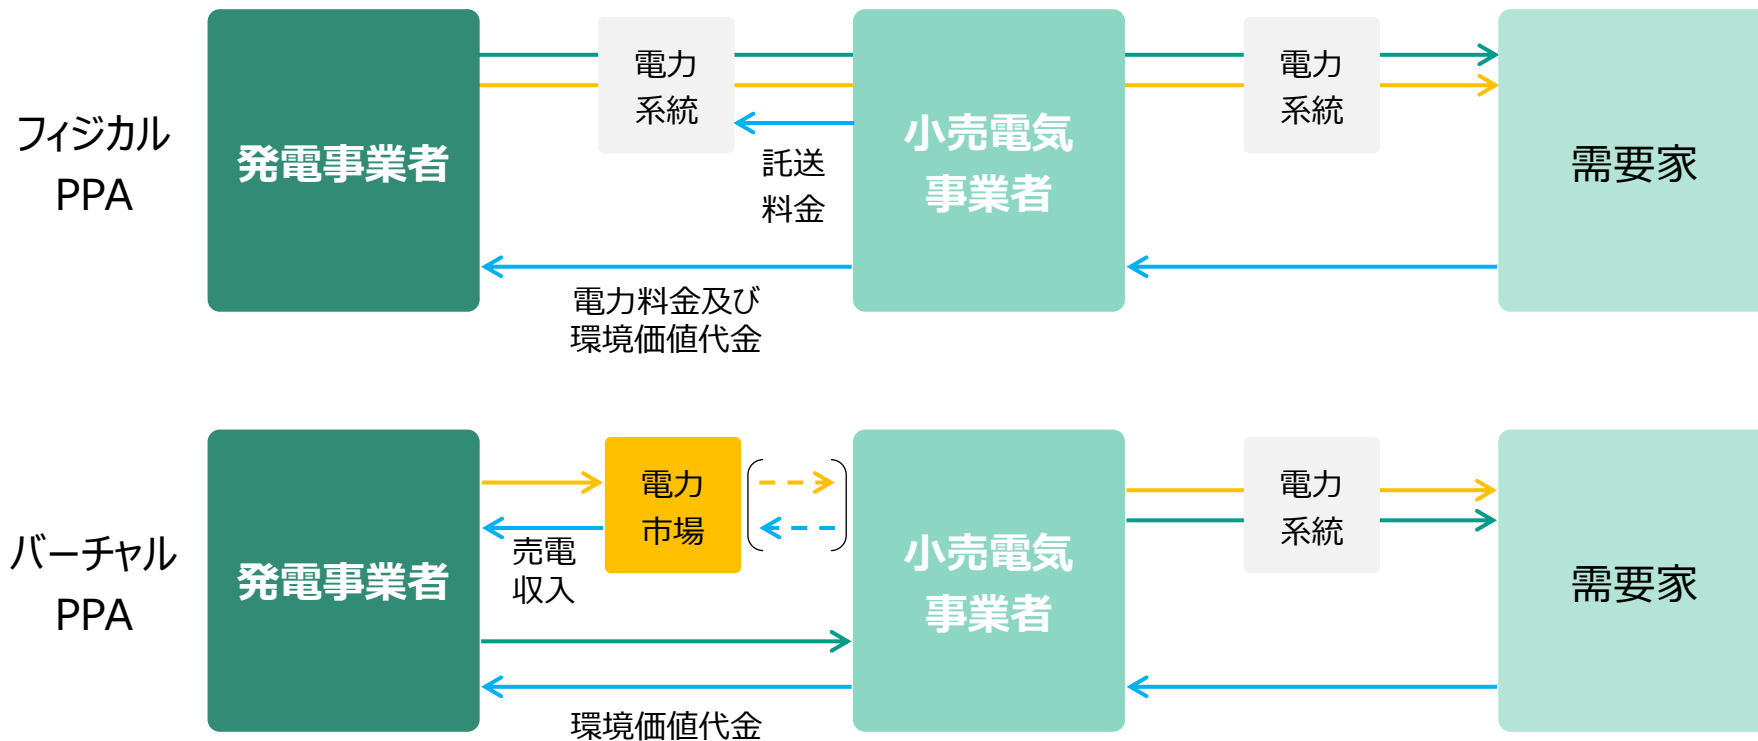 フィジカル
PPA
発電事業者
電力
系統
託送
料金
小売電気
事業者
電力
系統
需要家
電力料金及び
環境価値代金
バーチャル
PPA
発電事業者
電力
市場
売電
収入
小売電気
事業者
電力
系統
需要家
環境価値代金